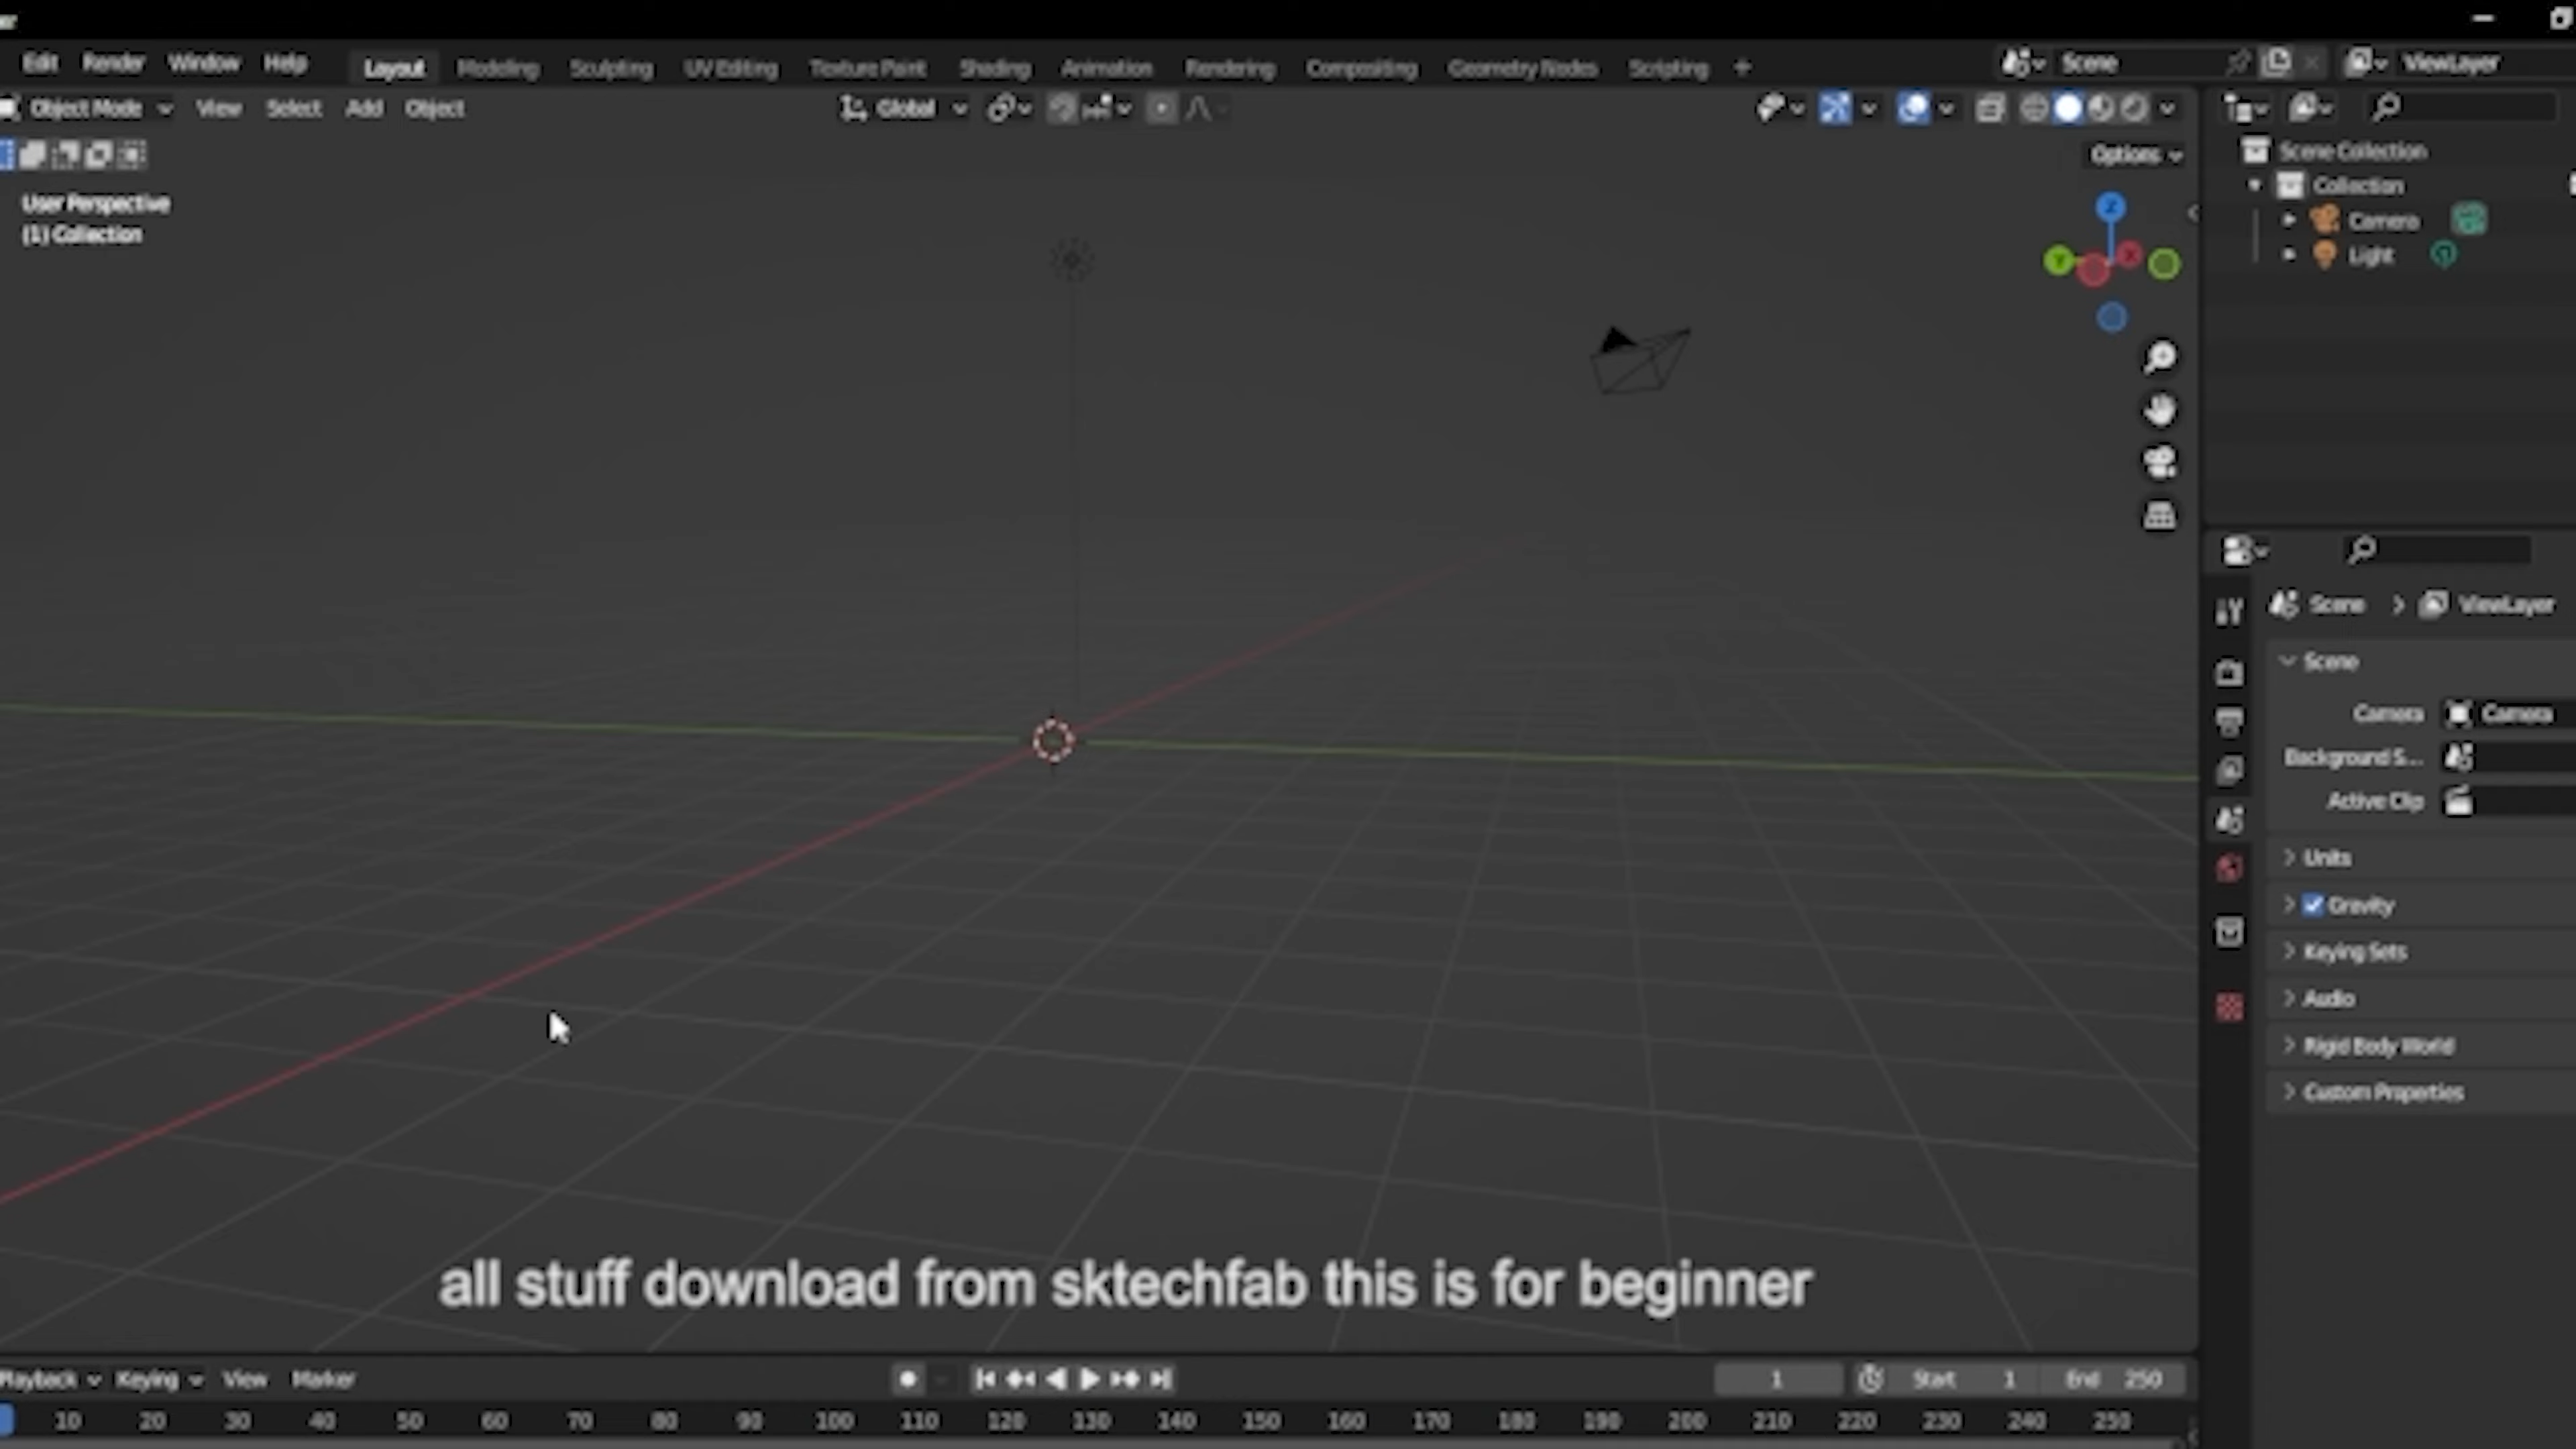 Edit Render Window Help Layout Modeling Sculpting UV Editing Texture Paint Shading Animation Rendering Compositing Geometry Nodes Scripting + Scene ViewLayer
Object Mode View Select Add Object Global
Options
User Perspective
(1) Collection
Z
Y X
Scene Collection
Collection
Camera
Light
Scene > ViewLayer
Scene
Camera Camera
Background S...
Active Clip
Units
Gravity
Keying Sets
Audio
Rigid Body World
Custom Properties
all stuff download from sktechfab this is for beginner
Playback Keying View Marker 1 Start 1 End 250
10 20 30 40 50 60 70 80 90 100 110 120 130 140 150 160 170 180 190 200 210 220 230 240 250